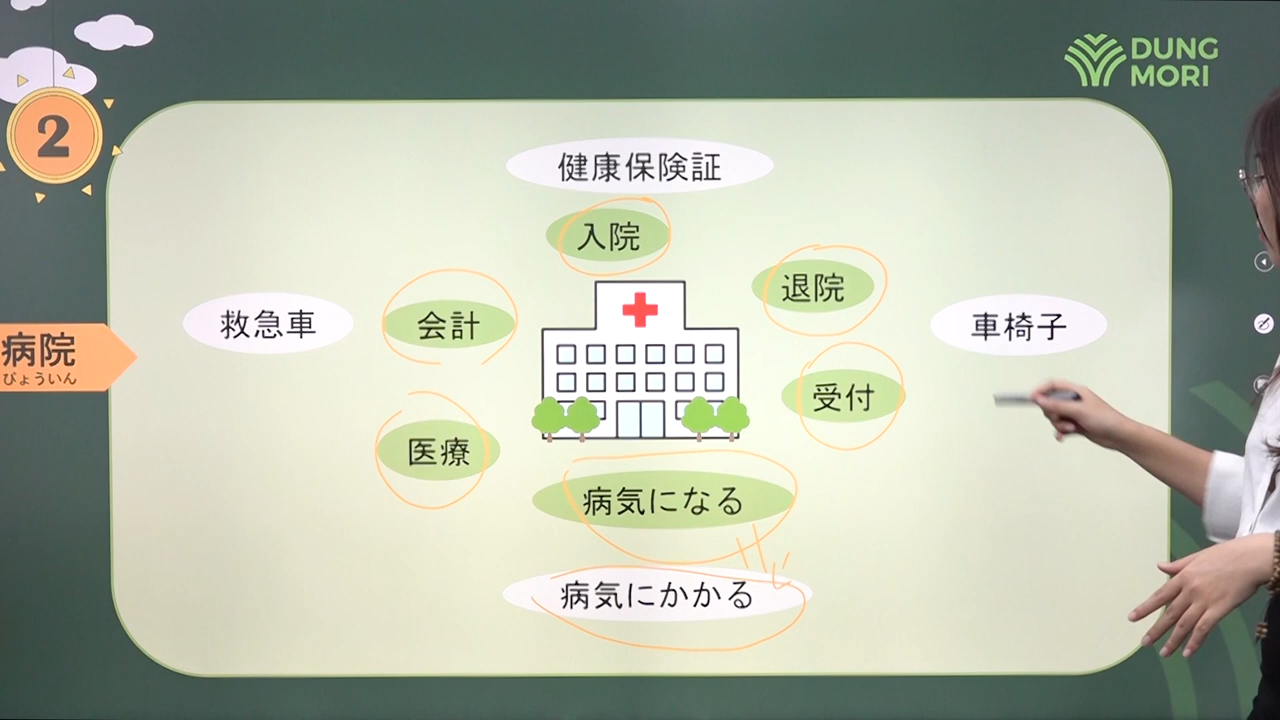 DUNG
MORI
2
健康保険証
入院
退院
救急車
会計
車椅子
病院
びょういん
受付
医療
病気になる
病気にかかる